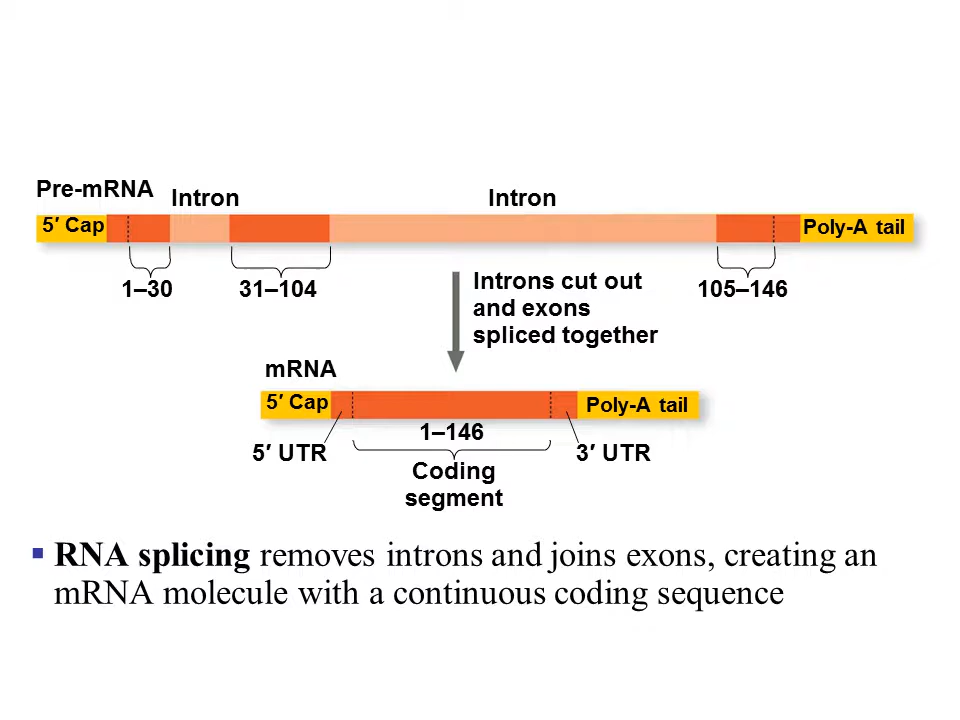 Pre-mRNA
Intron
Intron
5′ Cap
Poly-A tail
1–30
31–104
105–146
Introns cut out
and exons
spliced together
mRNA
5′ Cap
Poly-A tail
1–146
5′ UTR
3′ UTR
Coding
segment
▪ RNA splicing removes introns and joins exons, creating an
mRNA molecule with a continuous coding sequence